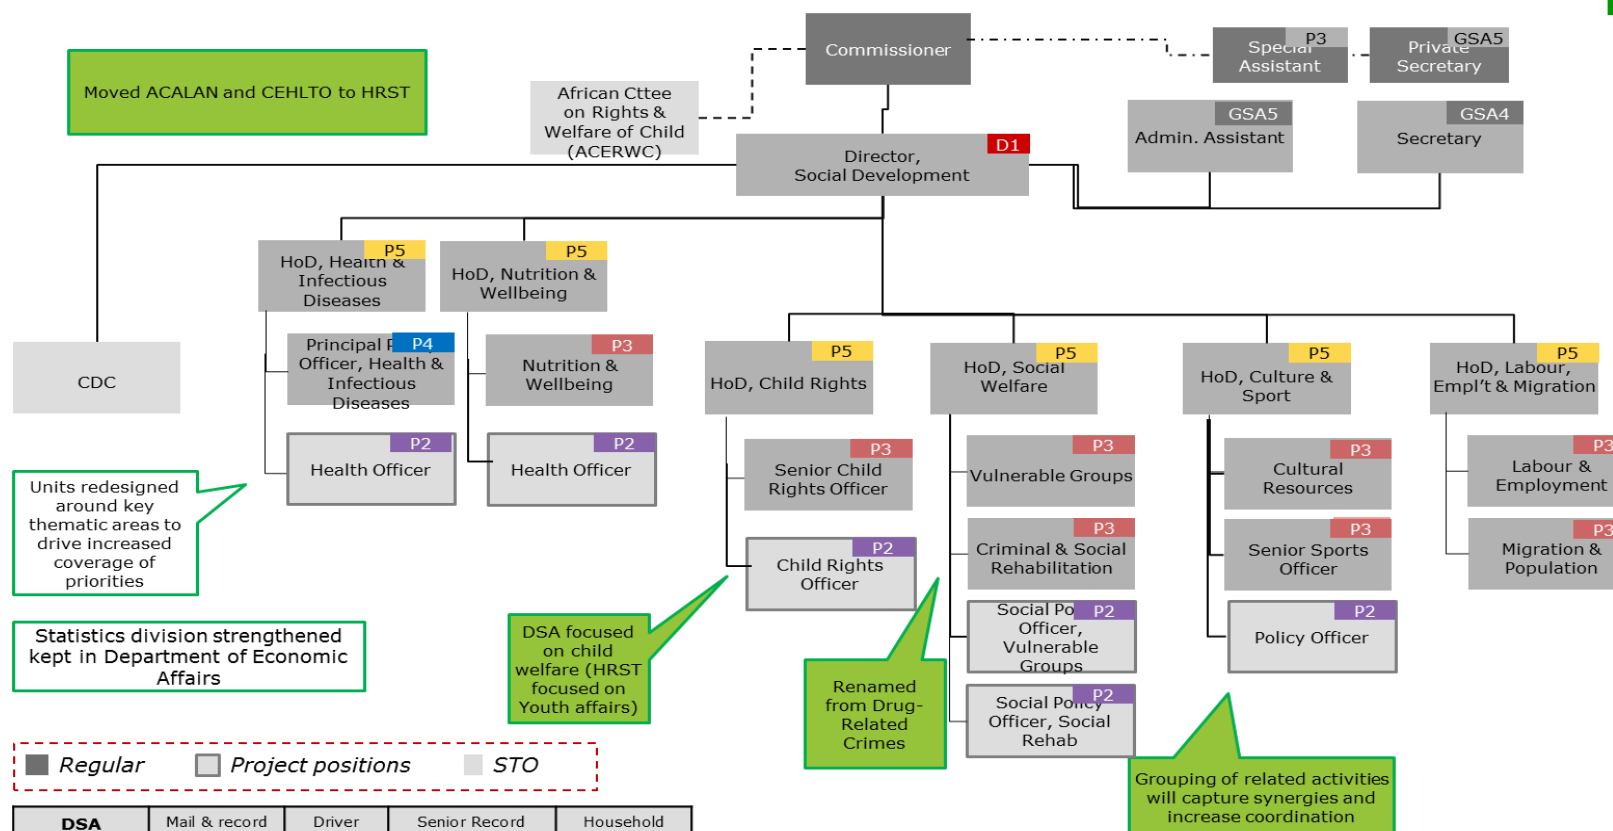 Commissioner
P3
Special
Assistant
GSA5
Private
Secretary
Moved ACALAN and CEHLTO to HRST
African Cttee
on Rights &
Welfare of Child
(ACERWC)
GSA5
Admin. Assistant
GSA4
Secretary
D1
Director,
Social Development
P5
HoD, Health &
Infectious
Diseases
P5
HoD, Nutrition &
Wellbeing
CDC
P4
Principal
Officer, Health &
Infectious
Diseases
P3
Nutrition &
Wellbeing
P5
HoD, Child Rights
P5
HoD, Social
Welfare
P5
HoD, Culture &
Sport
P5
HoD, Labour,
Empl't & Migration
P2
Health Officer
P2
Health Officer
P3
Senior Child
Rights Officer
P3
Vulnerable Groups
P3
Cultural
Resources
P3
Labour &
Employment
Units redesigned
around key
thematic areas to
drive increased
coverage of
priorities
P2
Child Rights
Officer
P3
Criminal & Social
Rehabilitation
P3
Senior Sports
Officer
P3
Migration &
Population
P2
Social
Officer,
Vulnerable
Groups
P2
Policy Officer
Statistics division strengthened
kept in Department of Economic
Affairs
DSA focused
on child
welfare (HRST
focused on
Youth affairs)
Renamed
from Drug-
Related
Crimes
P2
Social Policy
Officer, Social
Rehab
Regular Project positions STO
Grouping of related activities
will capture synergies and
increase coordination
DSA Mail & record Driver Senior Record Household